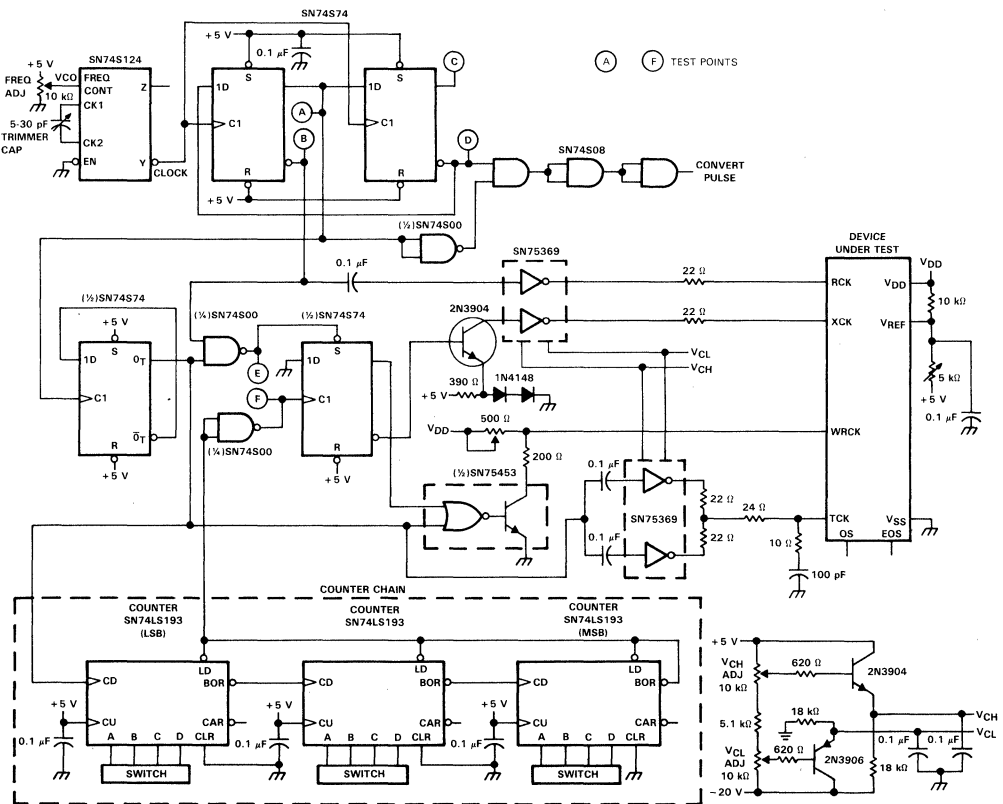 SN74S74
+5 V
0.1 µF
SN74S124
+5 V
FREQ
ADJ
VCO
10 kΩ
FREQ
CONT
CK1
CK2
EN
Z
Y
5-30 pF
TRIMMER
CAP
CLOCK
1D
S
C1
R
+5 V
A
B
1D
S
C1
R
C
D
A
F
TEST POINTS
SN74S08
CONVERT
PULSE
(½)SN74S00
SN75369
0.1 µF
22 Ω
22 Ω
DEVICE
UNDER TEST
RCK
XCK
WRCK
TCK
VDD
VREF
VSS
OS
EOS
VDD
10 kΩ
5 kΩ
+5 V
0.1 µF
(½)SN74S74
+5 V
1D
S
0T
C1
R
0̅T
+5 V
(¼)SN74S00
E
F
(¼)SN74S00
(½)SN74S74
1D
S
C1
R
+5 V
2N3904
390 Ω
+5 V
1N4148
VCL
VCH
VDD
500 Ω
200 Ω
(½)SN75453
0.1 µF
0.1 µF
SN75369
22 Ω
22 Ω
24 Ω
10 Ω
100 pF
COUNTER CHAIN
COUNTER
SN74LS193
(LSB)
COUNTER
SN74LS193
COUNTER
SN74LS193
(MSB)
LD
CD
BOR
CU
CAR
A B C D CLR
+5 V
0.1 µF
SWITCH
LD
CD
BOR
CU
CAR
A B C D CLR
+5 V
0.1 µF
SWITCH
LD
CD
BOR
CU
CAR
A B C D CLR
+5 V
0.1 µF
SWITCH
+5 V
VCH
ADJ
10 kΩ
620 Ω
2N3904
5.1 kΩ
18 kΩ
VCH
VCL
VCL
ADJ
10 kΩ
620 Ω
2N3906
0.1 µF
0.1 µF
18 kΩ
−20 V